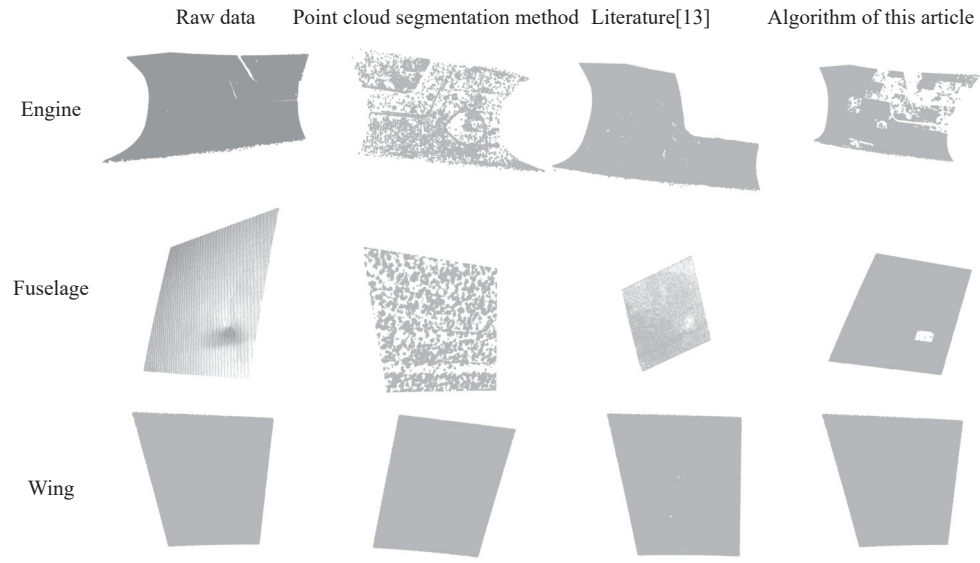 Raw data Point cloud segmentation method Literature[13] Algorithm of this article
Engine
Fuselage
Wing